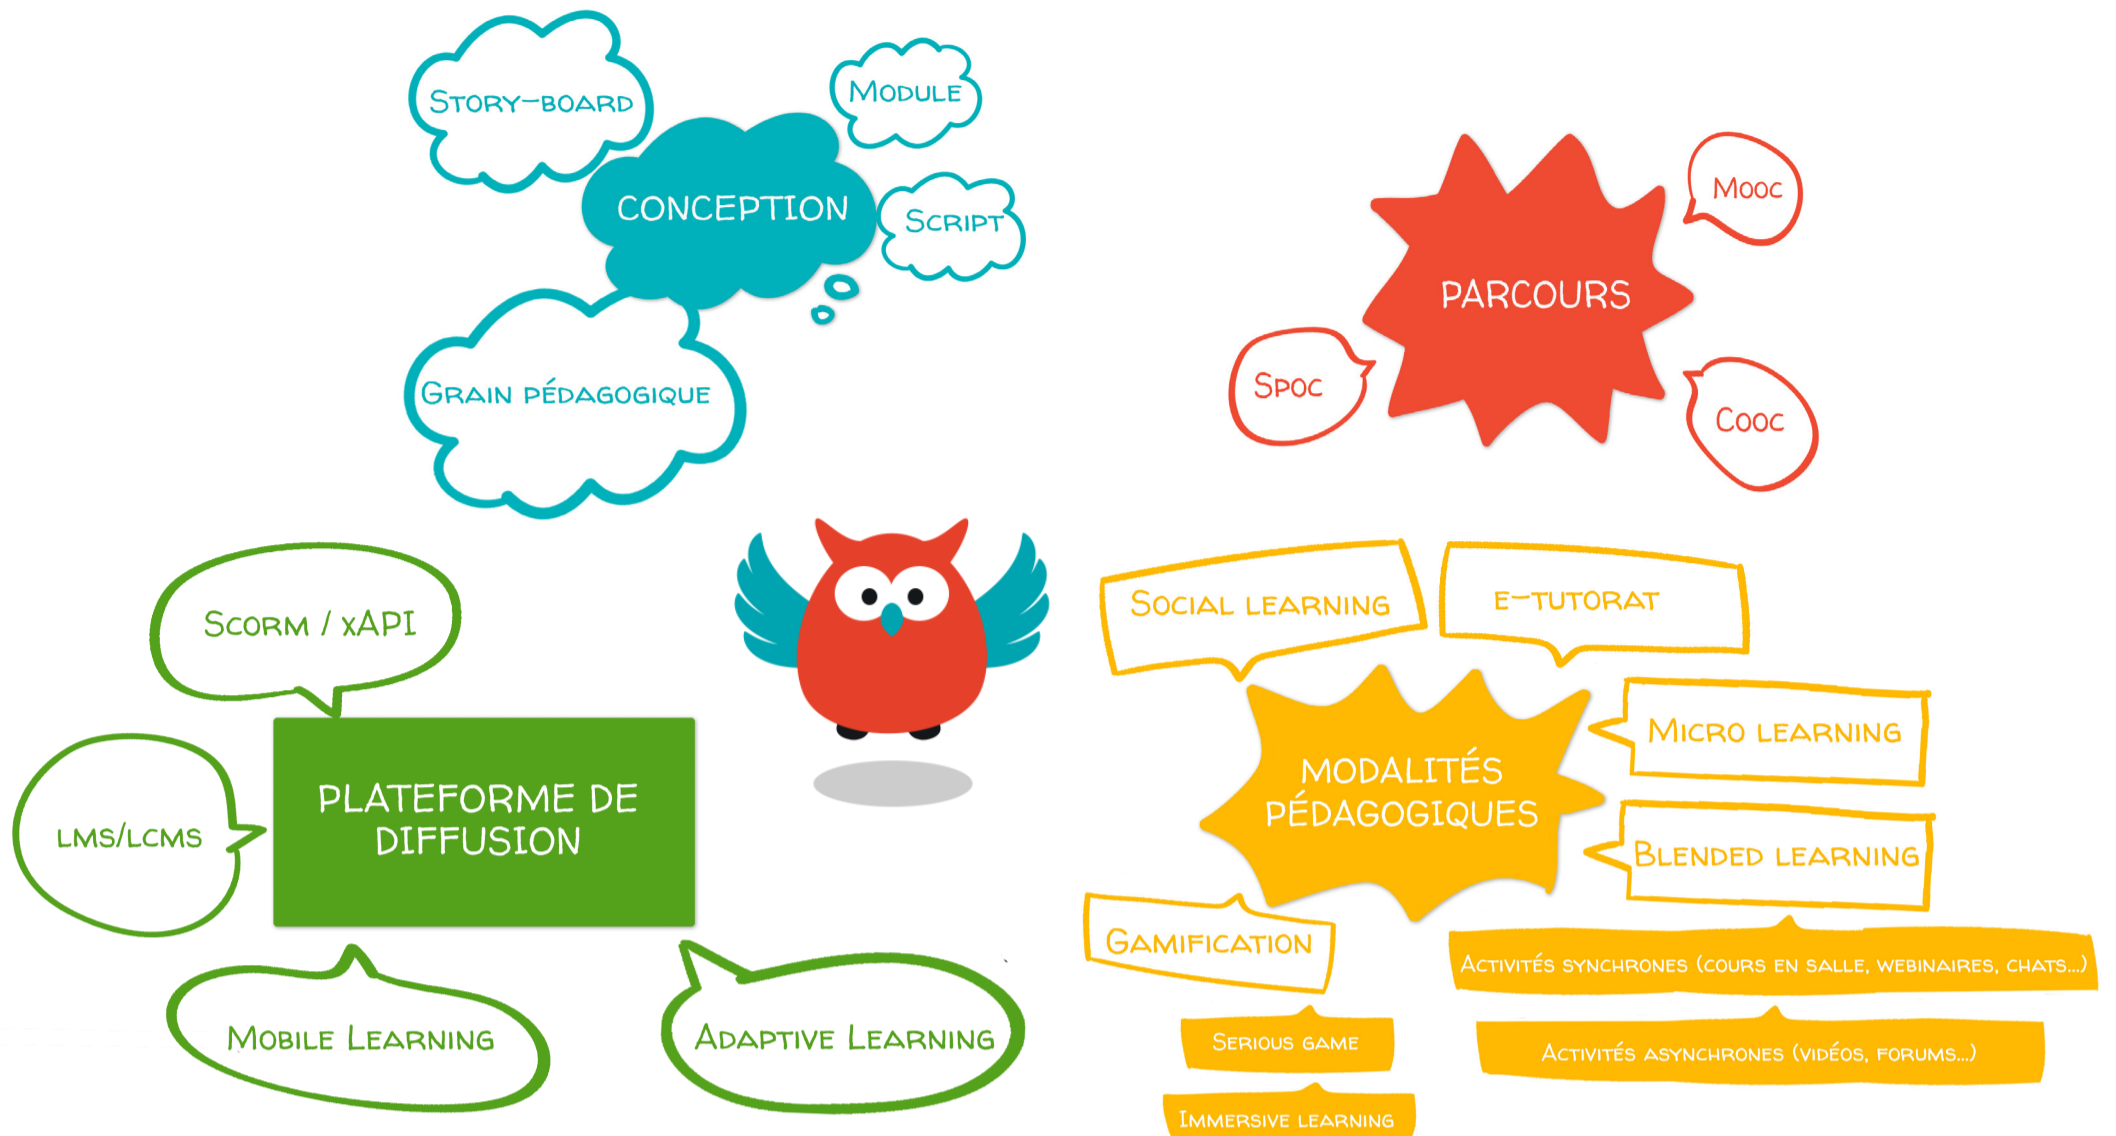 Story-board
Module
CONCEPTION
Script
Grain pédagogique
Mooc
PARCOURS
Spoc
Cooc
Scorm / xAPI
LMS/LCMS
PLATEFORME DE
DIFFUSION
Mobile Learning
Adaptive Learning
Social learning
e-tutorat
Micro learning
MODALITÉS
PÉDAGOGIQUES
Blended learning
Gamification
Activités synchrones (cours en salle, webinaires, chats...)
Serious game
Activités asynchrones (vidéos, forums...)
Immersive learning